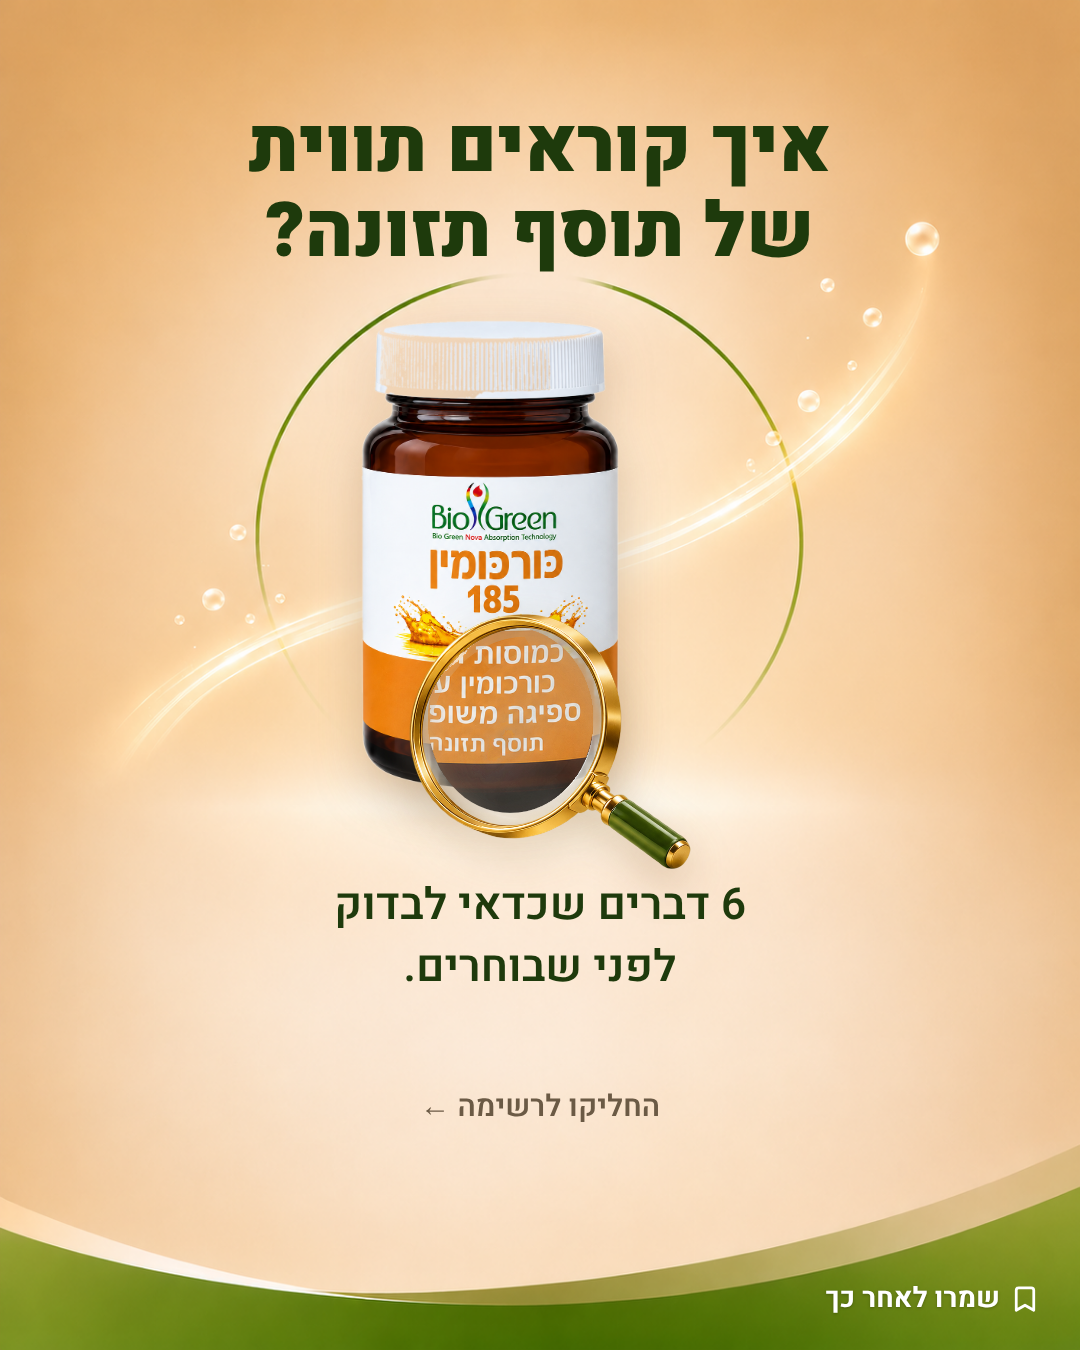 איך קוראים תווית
של תוסף תזונה?
Bio Green
Bio Green Nova Absorption Technology
כורכומין
185
כמוסות
כורכומין
ספיגה
תוסף תזונה
6 דברים שכדאי לבדוק
לפני שבוחרים.
החליקו לרשימה ←
שמרו לאחר כך